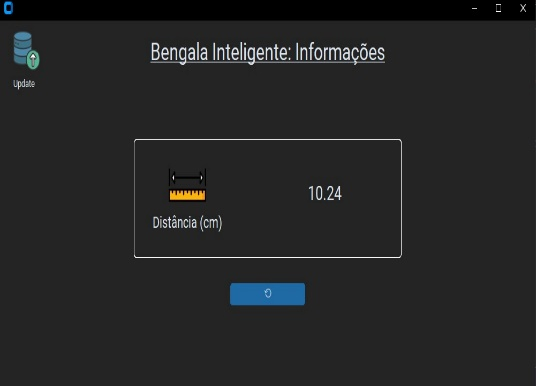 Bengala Inteligente: Informações
Update
10.24
Distância (cm)